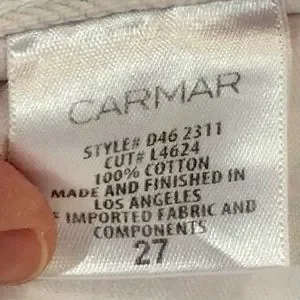 CARMAR
STYLE# D46 2311
CUT# L4624
100% COTTON
MADE AND FINISHED IN
LOS ANGELES
IMPORTED FABRIC AND
COMPONENTS
27